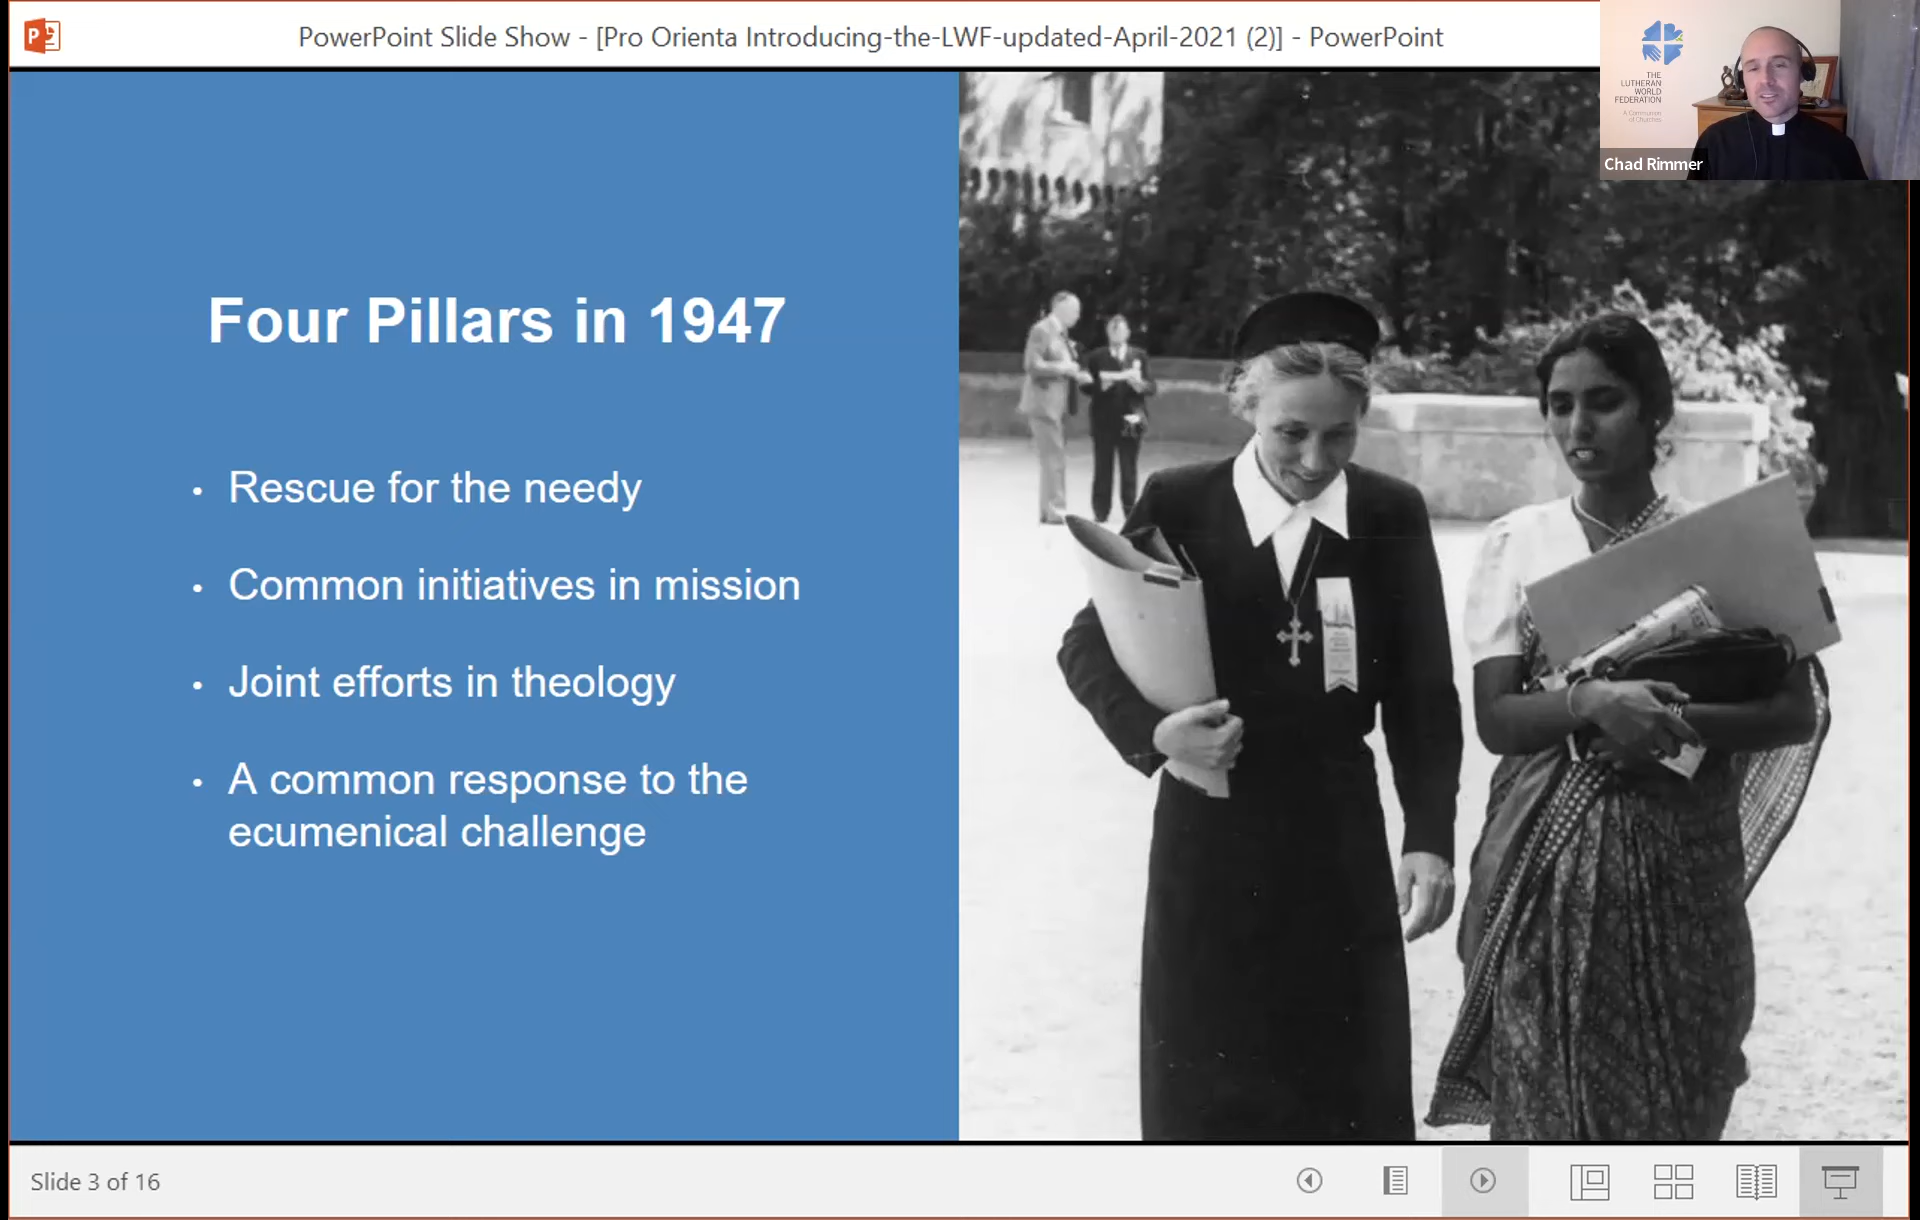 PowerPoint Slide Show - [Pro Orienta Introducing-the-LWF-updated-April-2021 (2)] - PowerPoint
THE
LUTHERAN
WORLD
FEDERATION
A Communion
of Churches
Chad Rimmer
Four Pillars in 1947
• Rescue for the needy
• Common initiatives in mission
• Joint efforts in theology
• A common response to the
ecumenical challenge
Slide 3 of 16